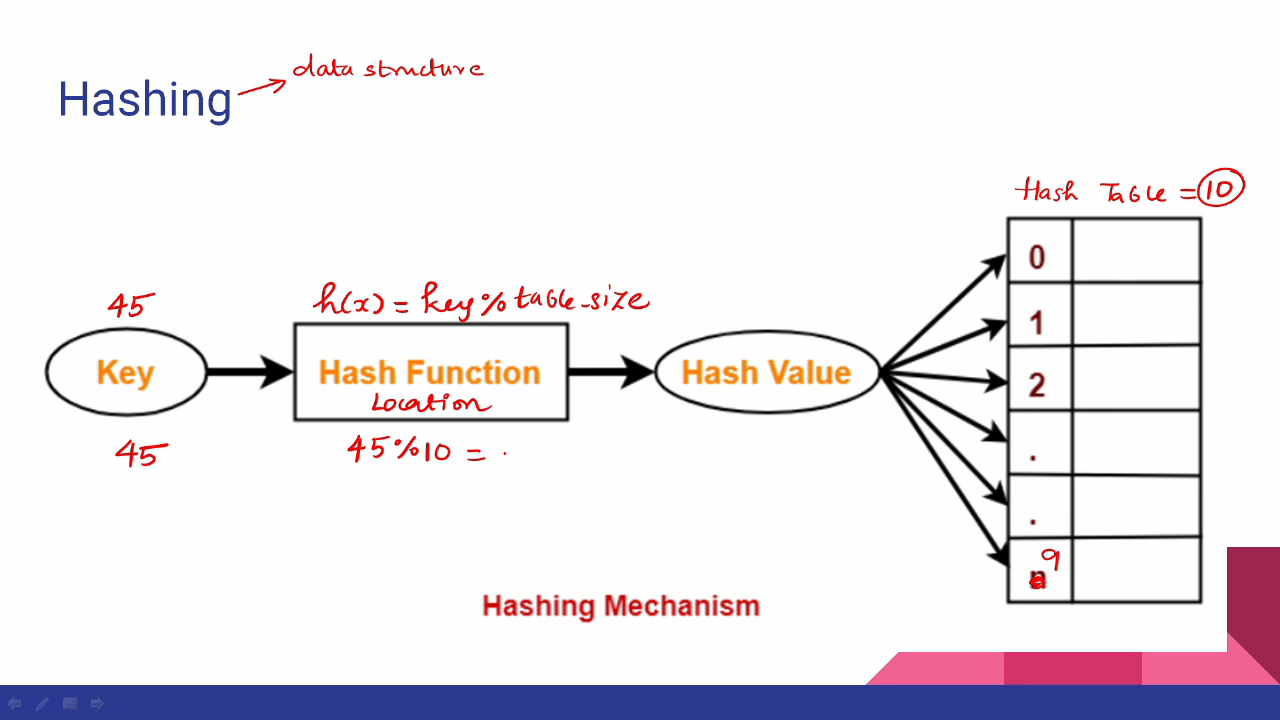 data structure
Hashing
Hash Table = 10
0
45
h(x) = key % table-size
1
Key
Hash Function
Hash Value
2
Location
45
45%10 =
.
.
9
n
Hashing Mechanism